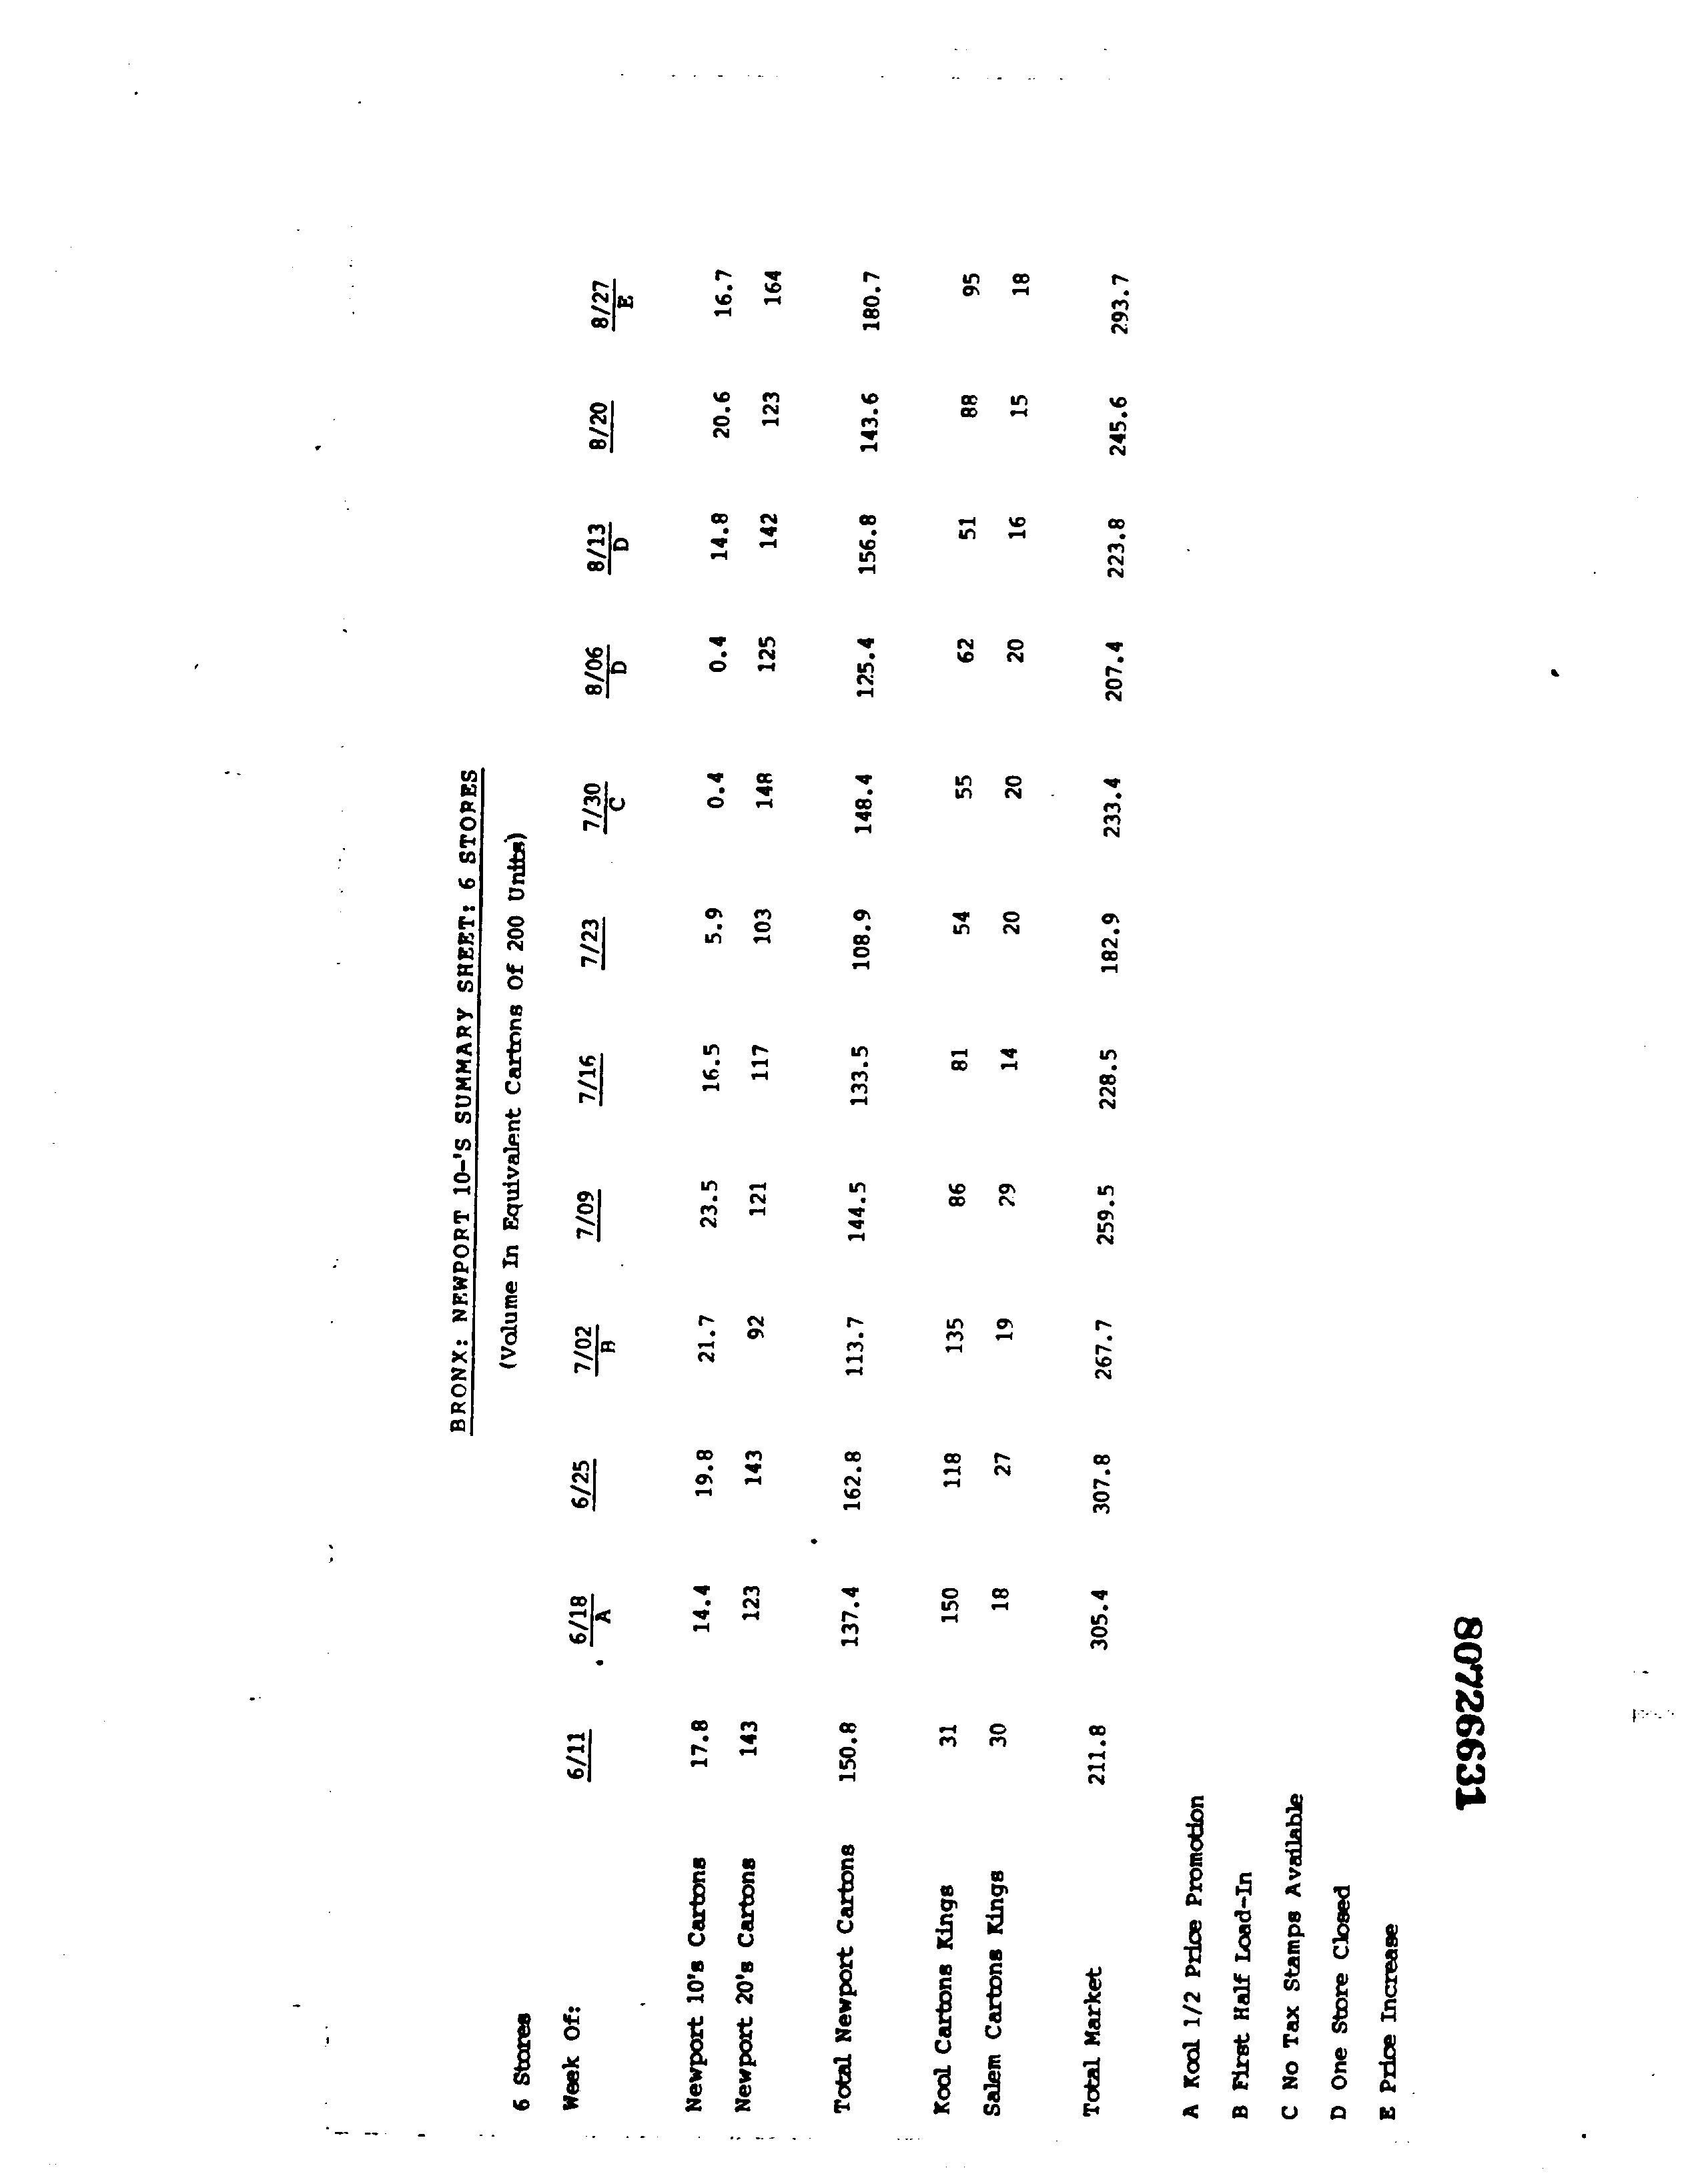 BRONX: NEWPORT 10-'S SUMMARY SHEET: 6 STORES
(Volume In Equivalent Cartons Of 200 Units)
6 Stores
Week Of: 6/11 6/18 6/25 7/02 7/09 7/16 7/23 7/30 8/06 8/13 8/20 8/27
A B C D D E
Newport 10's Cartons 17.8 14.4 19.8 21.7 23.5 16.5 5.9 0.4 0.4 14.8 20.6 16.7
Newport 20's Cartons 143 123 143 92 121 117 103 148 125 142 123 164
Total Newport Cartons 150.8 137.4 162.8 113.7 144.5 133.5 108.9 148.4 125.4 156.8 143.6 180.7
Kool Cartons Kings 31 150 118 135 86 81 54 55 62 51 88 95
Salem Cartons Kings 30 18 27 19 29 14 20 20 20 16 15 18
Total Market 211.8 305.4 307.8 267.7 259.5 228.5 182.9 233.4 207.4 223.8 245.6 293.7
A Kool 1/2 Price Promotion
B First Half Load-In
C No Tax Stamps Available
D One Store Closed
E Price Increase
80726631